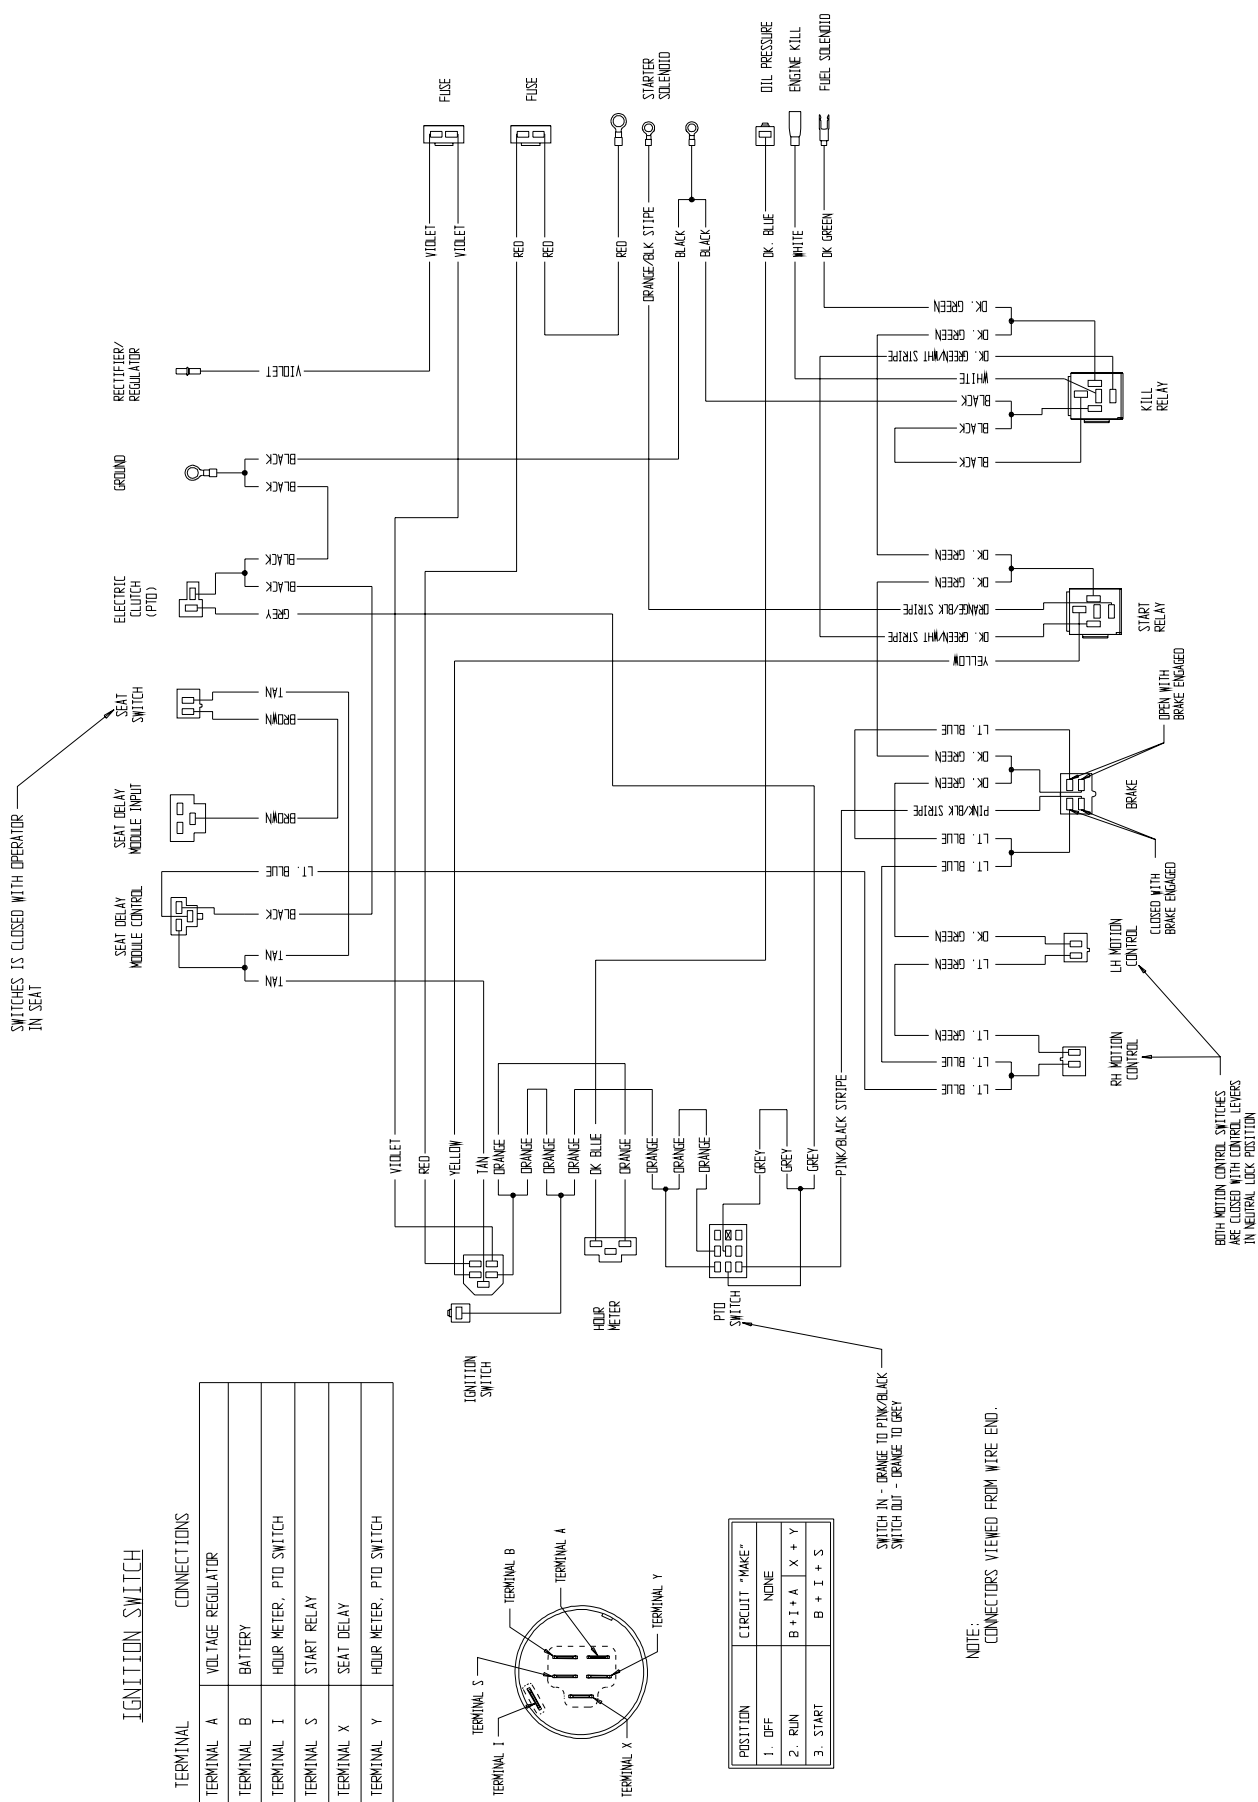 FUSE
FUSE
STARTER
SOLENOID
OIL PRESSURE
ENGINE KILL
FUEL SOLENOID
VIOLET
VIOLET
RED
RED
RED
ORANGE/BLK STIPE
BLACK
BLACK
DK. BLUE
WHITE
DK GREEN
RECTIFIER/
REGULATOR
VIOLET
GROUND
BLACK
BLACK
ELECTRIC
CLUTCH
(PTO)
BLACK
BLACK
GREY
SEAT
SWITCH
TAN
BROWN
SEAT DELAY
MODULE INPUT
BROWN
SEAT DELAY
MODULE CONTROL
LT. BLUE
BLACK
TAN
TAN
SWITCHES IS CLOSED WITH OPERATOR
IN SEAT
DK. GREEN
DK. GREEN
DK. GREEN/WHT STRIPE
WHITE
BLACK
BLACK
BLACK
KILL
RELAY
DK. GREEN
DK. GREEN
ORANGE/BLK STRIPE
DK. GREEN/WHT STRIPE
YELLOW
START
RELAY
LT. BLUE
DK. GREEN
DK. GREEN
PINK/BLK STRIPE
LT. BLUE
LT. BLUE
BRAKE
OPEN WITH
BRAKE ENGAGED
CLOSED WITH
BRAKE ENGAGED
DK. GREEN
LT. GREEN
LH MOTION
CONTROL
LT. GREEN
LT. BLUE
LT. BLUE
RH MOTION
CONTROL
BOTH MOTION CONTROL SWITCHES
ARE CLOSED WITH CONTROL LEVERS
IN NEUTRAL LOCK POSITION
VIOLET
RED
YELLOW
TAN
ORANGE
ORANGE
ORANGE
ORANGE
DK BLUE
ORANGE
ORANGE
ORANGE
ORANGE
GREY
GREY
GREY
PINK/BLACK STRIPE
IGNITION
SWITCH
HOUR
METER
PTO
SWITCH
SWITCH IN - ORANGE TO PINK/BLACK
SWITCH OUT - ORANGE TO GREY
IGNITION SWITCH
TERMINAL CONNECTIONS
TERMINAL A VOLTAGE REGULATOR
TERMINAL B BATTERY
TERMINAL I HOUR METER, PTO SWITCH
TERMINAL S START RELAY
TERMINAL X SEAT DELAY
TERMINAL Y HOUR METER, PTO SWITCH
TERMINAL I
TERMINAL S
TERMINAL B
TERMINAL A
TERMINAL Y
TERMINAL X
POSITION CIRCUIT "MAKE"
1. OFF NONE
2. RUN B + I + A X + Y
3. START B + I + S
NOTE:
CONNECTORS VIEWED FROM WIRE END.